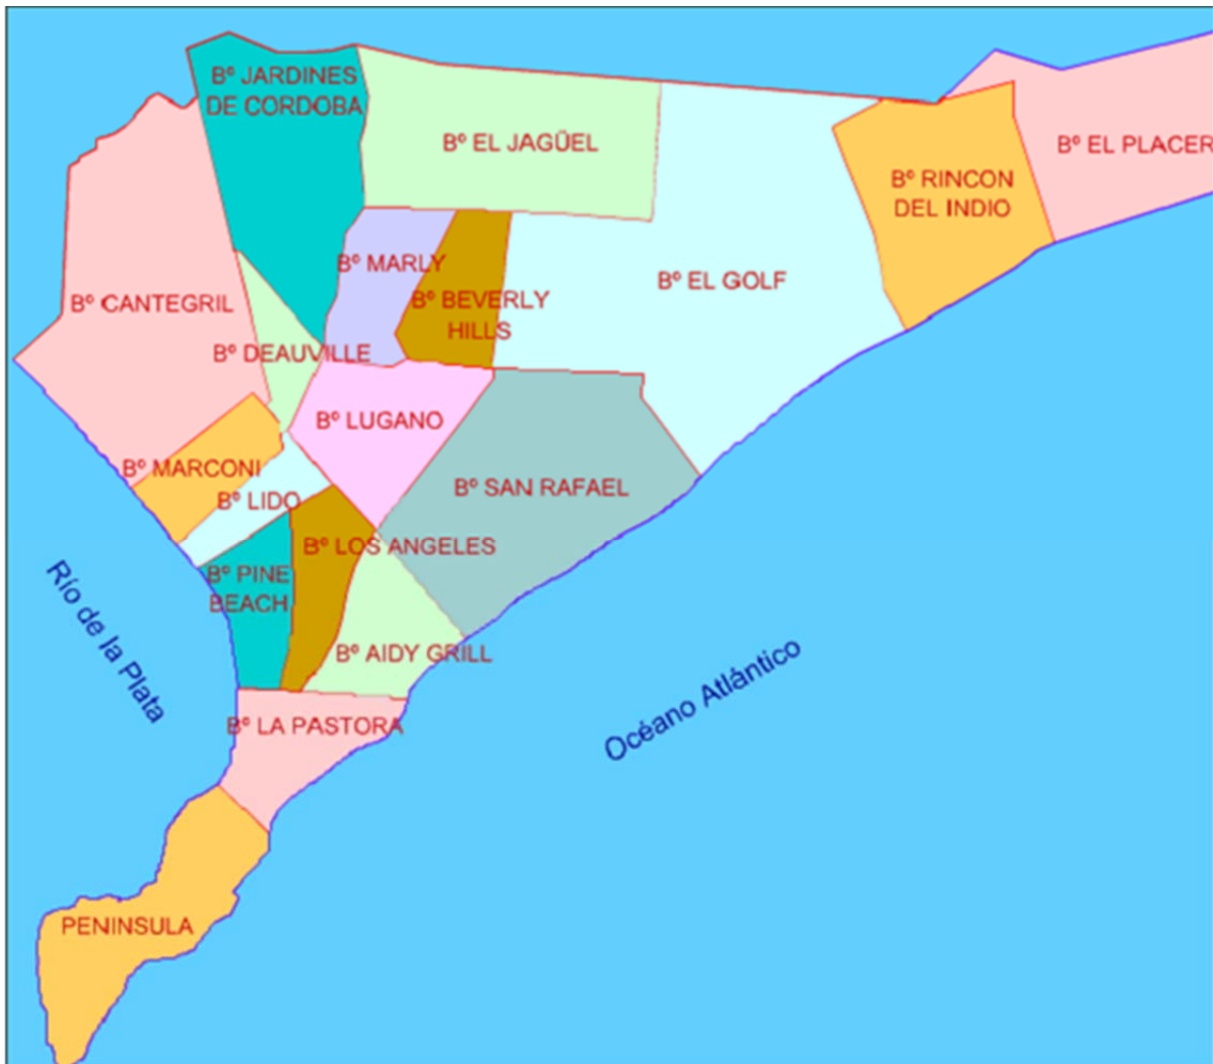 Bº JARDINES
DE CORDOBA
Bº EL JAGÜEL
Bº EL PLACER
Bº RINCON
DEL INDIO
Bº MARLY
Bº EL GOLF
Bº CANTEGRIL
Bº BEVERLY
HILLS
Bº DEAUVILLE
Bº LUGANO
Bº MARCONI
Bº SAN RAFAEL
Bº LIDO
Bº LOS ANGELES
Bº PINE
BEACH
Río de la Plata
Bº AIDY GRILL
Océano Atlántico
Bº LA PASTORA
PENINSULA